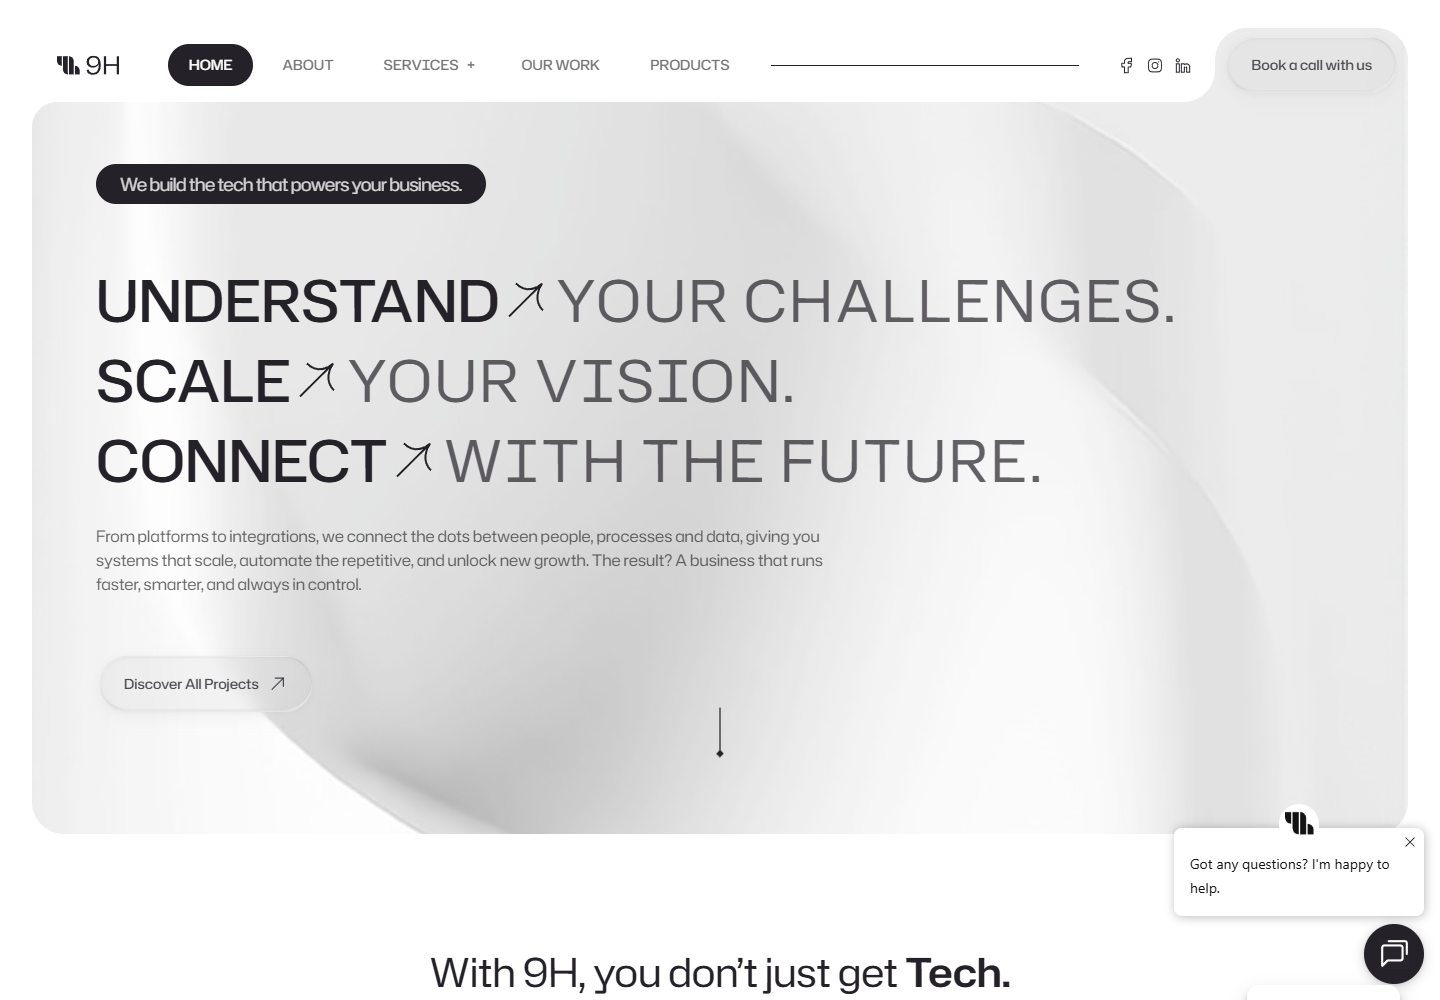 9H
HOME
ABOUT
SERVICES +
OUR WORK
PRODUCTS
Book a call with us
We build the tech that powers your business.
UNDERSTAND YOUR CHALLENGES.
SCALE YOUR VISION.
CONNECT WITH THE FUTURE.
From platforms to integrations, we connect the dots between people, processes and data, giving you
systems that scale, automate the repetitive, and unlock new growth. The result? A business that runs
faster, smarter, and always in control.
Discover All Projects
Got any questions? I'm happy to
help.
With 9H, you don’t just get Tech.